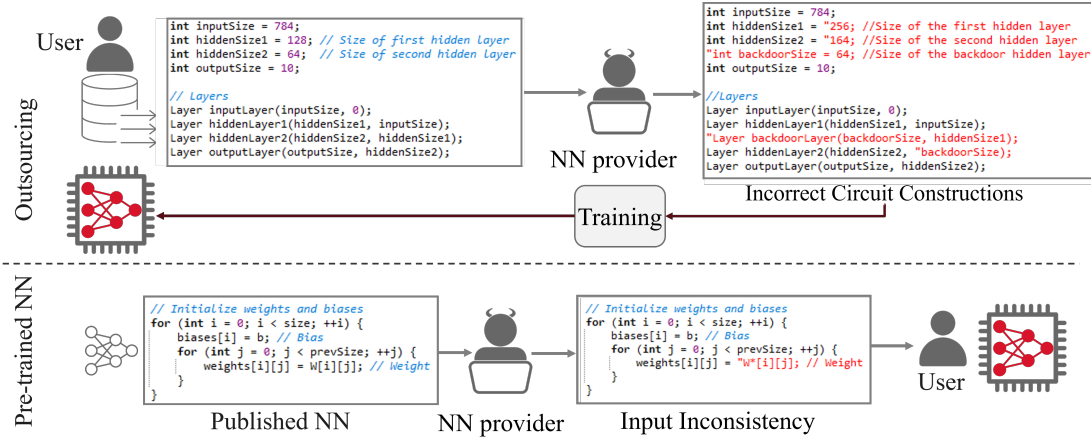 Outsourcing
User
int inputSize = 784;
int hiddenSize1 = 128; // Size of first hidden layer
int hiddenSize2 = 64; // Size of second hidden layer
int outputSize = 10;
// Layers
Layer inputLayer(inputSize, 0);
Layer hiddenLayer1(hiddenSize1, inputSize);
Layer hiddenLayer2(hiddenSize2, hiddenSize1);
Layer outputLayer(outputSize, hiddenSize2);
NN provider
int inputSize = 784;
int hiddenSize1 = "256; //Size of the first hidden layer
int hiddenSize2 = "164; //Size of the second hidden layer
"int backdoorSize = 64; //Size of the backdoor hidden layer
int outputSize = 10;
//Layers
Layer inputLayer(inputSize, 0);
Layer hiddenLayer1(hiddenSize1, inputSize);
"Layer backdoorLayer(backdoorSize, hiddenSize1);
Layer hiddenLayer2(hiddenSize2, "backdoorSize);
Layer outputLayer(outputSize, hiddenSize2);
Incorrect Circuit Constructions
Training
Pre-trained NN
// Initialize weights and biases
for (int i = 0; i < size; ++i) {
biases[i] = b; // Bias
for (int j = 0; j < prevSize; ++j) {
weights[i][j] = W[i][j]; // Weight
}
}
Published NN
NN provider
// Initialize weights and biases
for (int i = 0; i < size; ++i) {
biases[i] = b; // Bias
for (int j = 0; j < prevSize; ++j) {
weights[i][j] = "W*[i][j]; // Weight
}
}
Input Inconsistency
User